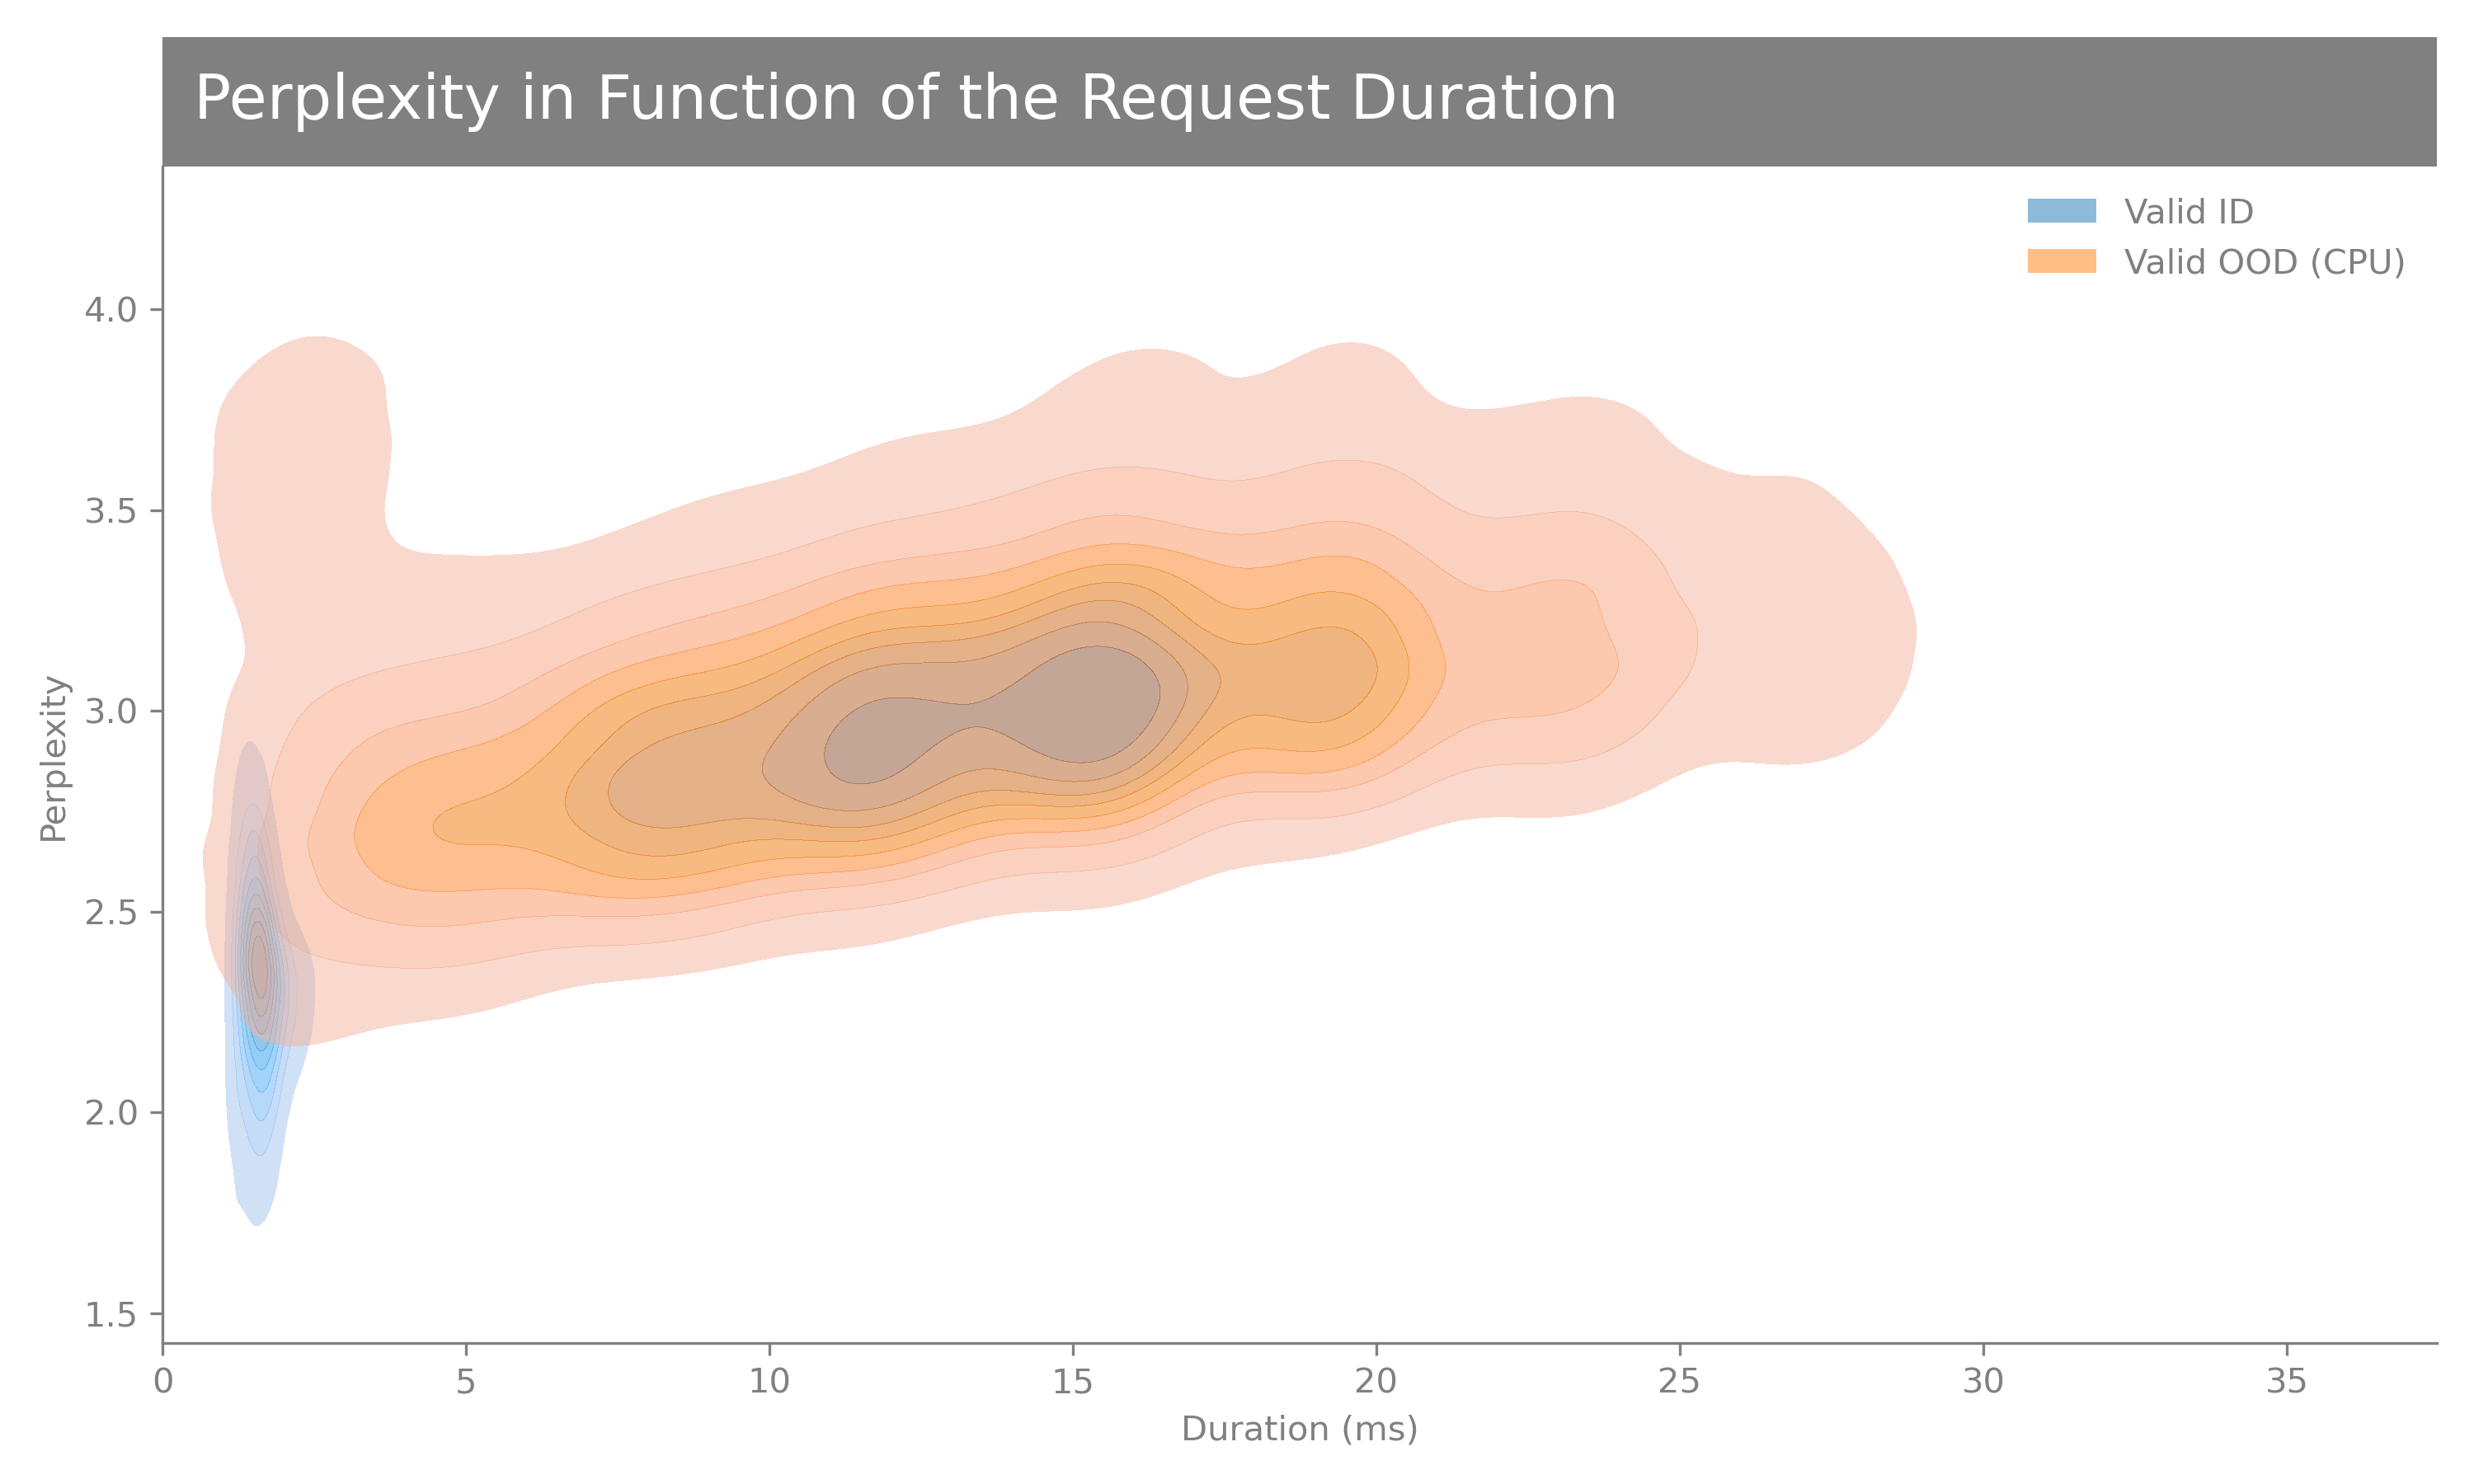 Perplexity in Function of the Request Duration
Valid ID
Valid OOD (CPU)
4.0
3.5
3.0
2.5
2.0
1.5
Perplexity
0 5 10 15 20 25 30 35
Duration (ms)